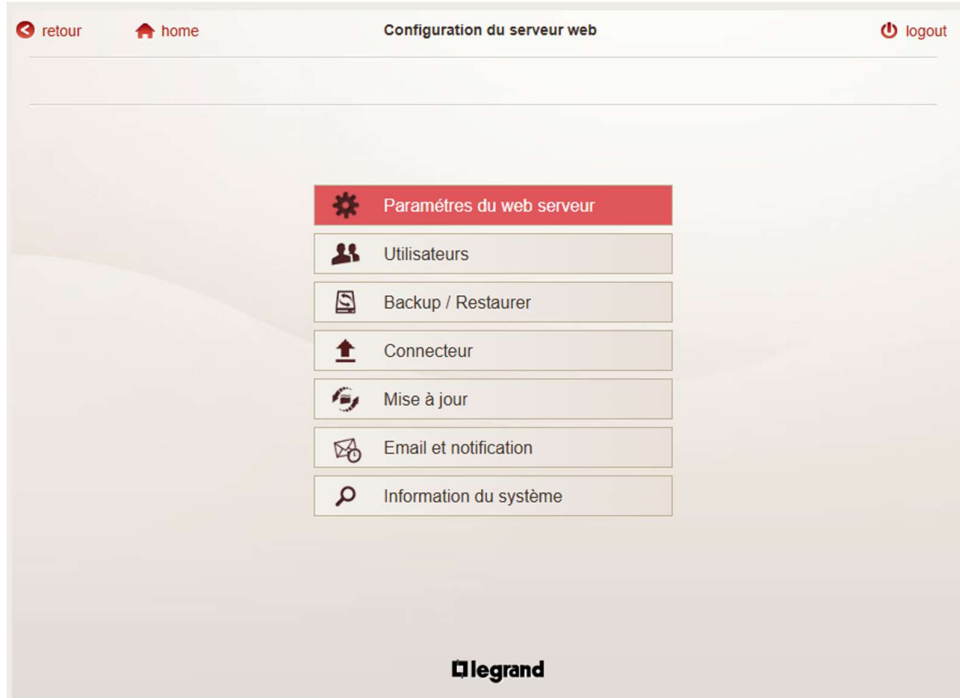 retour home Configuration du serveur web logout
Paramétres du web serveur
Utilisateurs
Backup / Restaurer
Connecteur
Mise à jour
Email et notification
Information du système
legrand